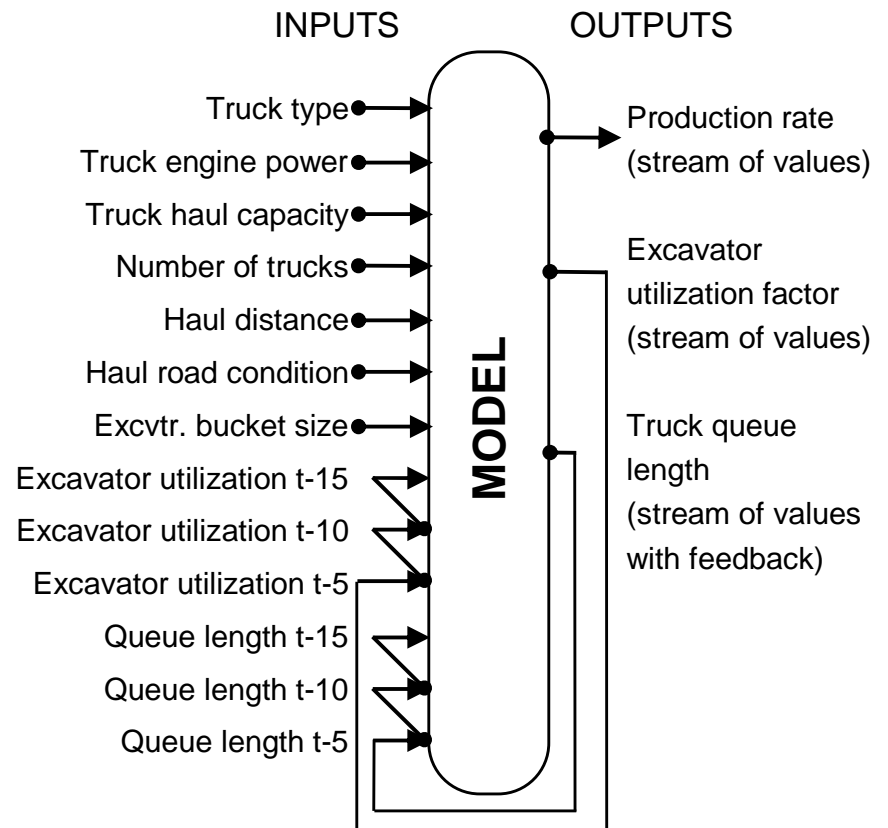 INPUTS
OUTPUTS
Truck type
Truck engine power
Truck haul capacity
Number of trucks
Haul distance
Haul road condition
Excvtr. bucket size
Excavator utilization t-15
Excavator utilization t-10
Excavator utilization t-5
Queue length t-15
Queue length t-10
Queue length t-5
MODEL
Production rate
(stream of values)
Excavator
utilization factor
(stream of values)
Truck queue
length
(stream of values
with feedback)